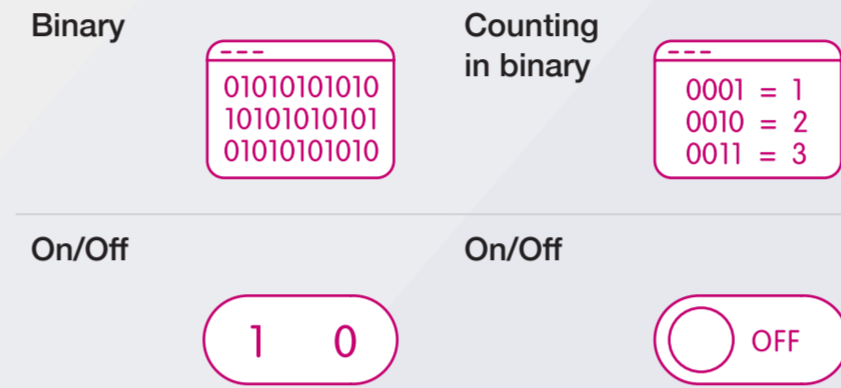 Binary
01010101010
10101010101
01010101010
Counting
in binary
0001 = 1
0010 = 2
0011 = 3
On/Off
1 0
On/Off
OFF